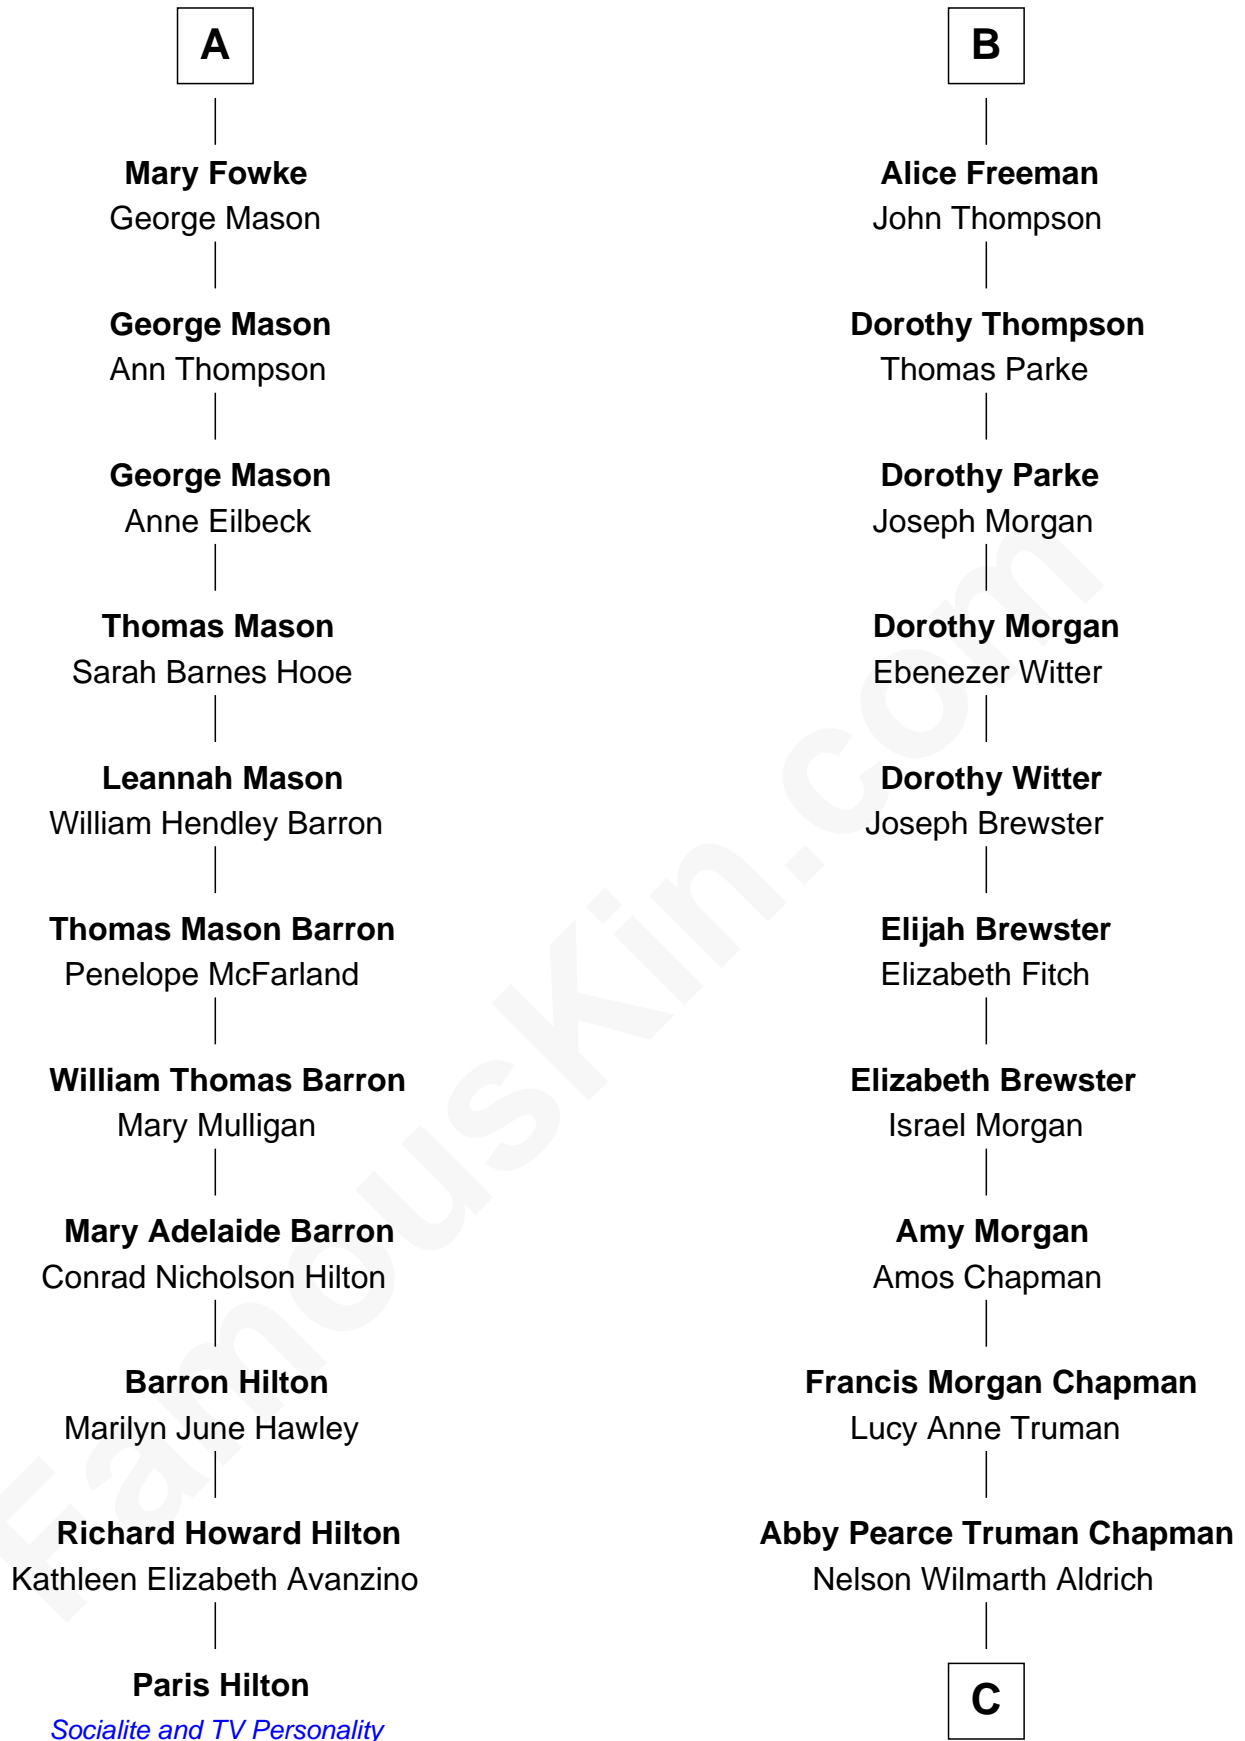 A
Mary Fowke
George Mason
George Mason
Ann Thompson
George Mason
Anne Eilbeck
Thomas Mason
Sarah Barnes Hooe
Leannah Mason
William Hendley Barron
Thomas Mason Barron
Penelope McFarland
William Thomas Barron
Mary Mulligan
Mary Adelaide Barron
Conrad Nicholson Hilton
Barron Hilton
Marilyn June Hawley
Richard Howard Hilton
Kathleen Elizabeth Avanzino
Paris Hilton
Socialite and TV Personality
B
Alice Freeman
John Thompson
Dorothy Thompson
Thomas Parke
Dorothy Parke
Joseph Morgan
Dorothy Morgan
Ebenezer Witter
Dorothy Witter
Joseph Brewster
Elijah Brewster
Elizabeth Fitch
Elizabeth Brewster
Israel Morgan
Amy Morgan
Amos Chapman
Francis Morgan Chapman
Lucy Anne Truman
Abby Pearce Truman Chapman
Nelson Wilmarth Aldrich
C
FamousKin.com